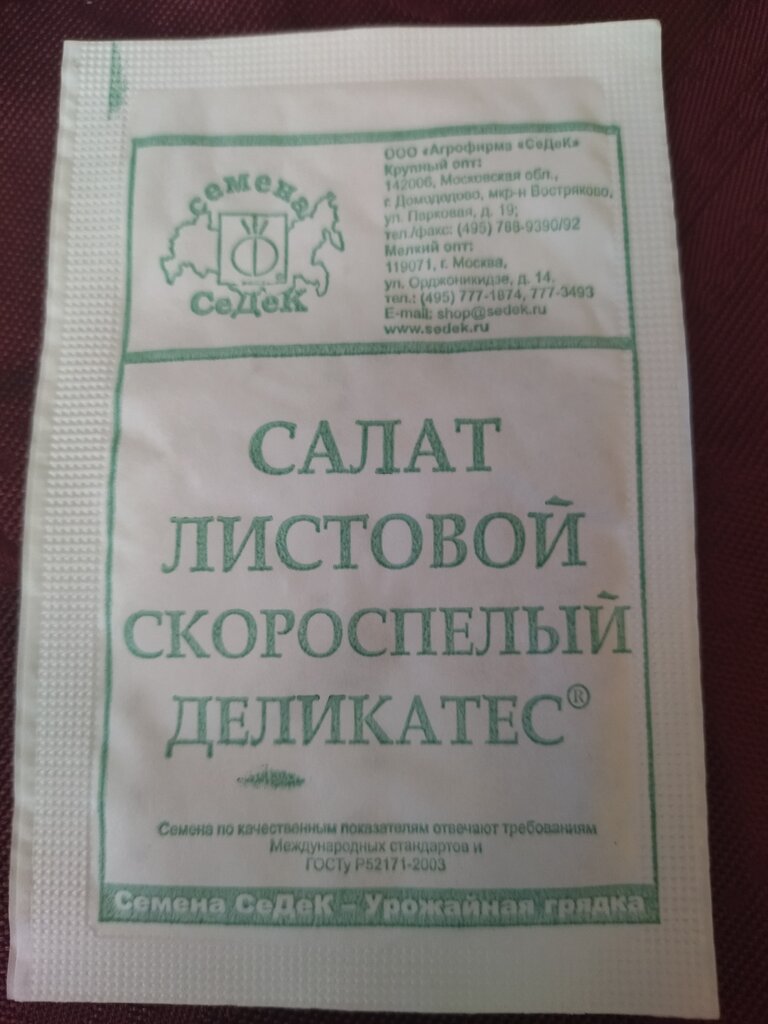 семена
СеДеК
ООО «Агрофирма «СеДеК»
Крупный опт:
142006, Московская обл.,
г. Домодедово, мкр-н Востряково,
ул. Парковая, д. 19;
тел./факс: (495) 788-9390/92
Мелкий опт:
119071, г. Москва,
ул. Орджоникидзе, д. 14,
тел.: (495) 777-1874, 777-3493
E-mail: shop@sedek.ru
www.sedek.ru
САЛАТ
ЛИСТОВОЙ
СКОРОСПЕЛЫЙ
ДЕЛИКАТЕС®
Семена по качественным показателям отвечают требованиям
Международных стандартов и
ГОСТу Р52171-2003
Семена СеДеК – Урожайная грядка